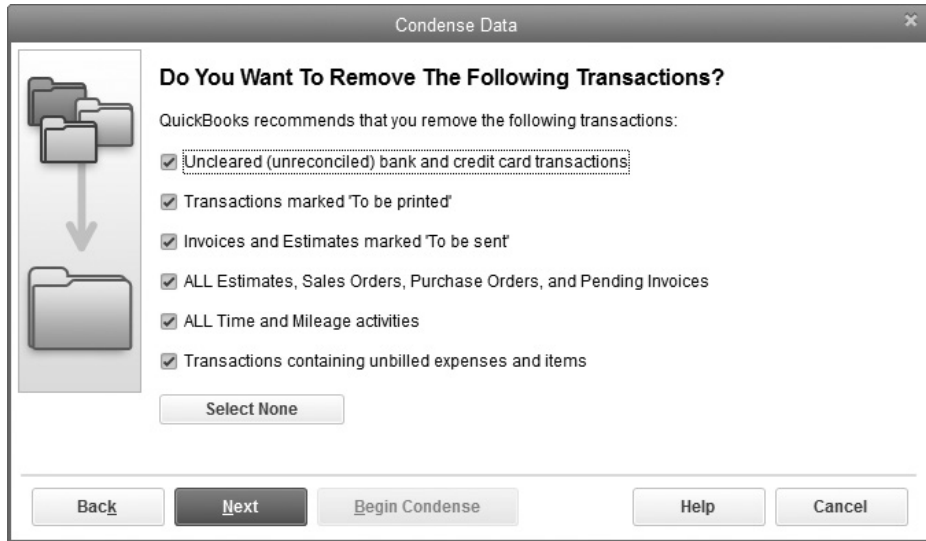 Condense Data
Do You Want To Remove The Following Transactions?
QuickBooks recommends that you remove the following transactions:
Uncleared (unreconciled) bank and credit card transactions
Transactions marked 'To be printed'
Invoices and Estimates marked 'To be sent'
ALL Estimates, Sales Orders, Purchase Orders, and Pending Invoices
ALL Time and Mileage activities
Transactions containing unbilled expenses and items
Select None
Back Next Begin Condense Help Cancel